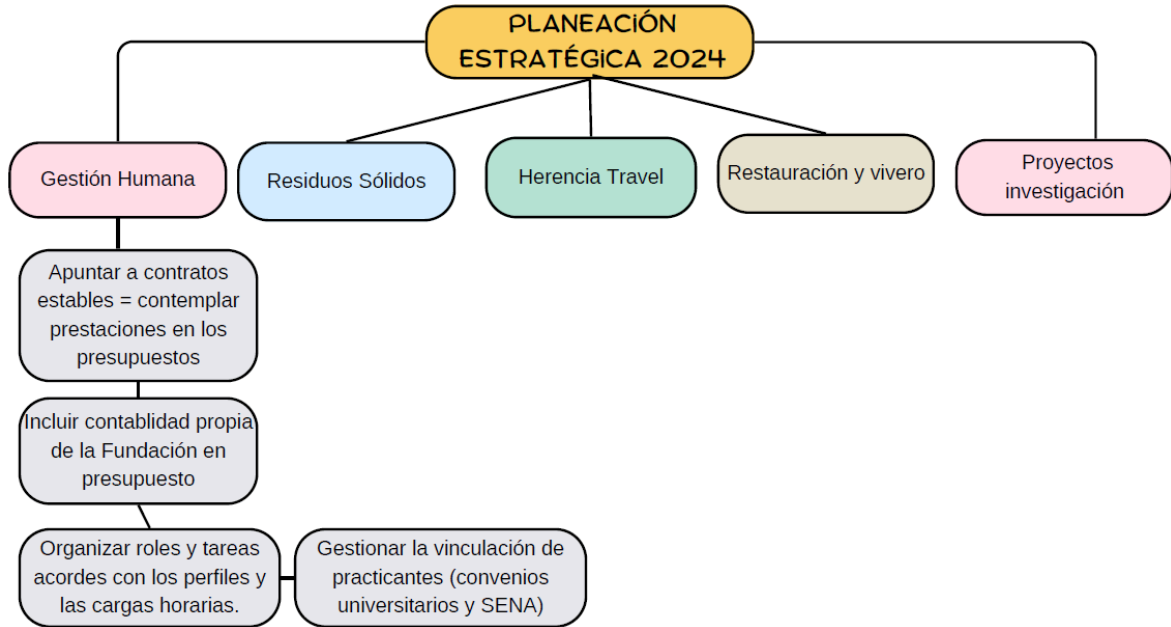 PLANEACIÓN
ESTRATÉGICA 2024
Gestión Humana
Residuos Sólidos
Herencia Travel
Restauración y vivero
Proyectos
investigación
Apuntar a contratos
estables = contemplar
prestaciones en los
presupuestos
Incluir contablidad propia
de la Fundación en
presupuesto
Organizar roles y tareas
acordes con los perfiles y
las cargas horarias.
Gestionar la vinculación de
practicantes (convenios
universitarios y SENA)